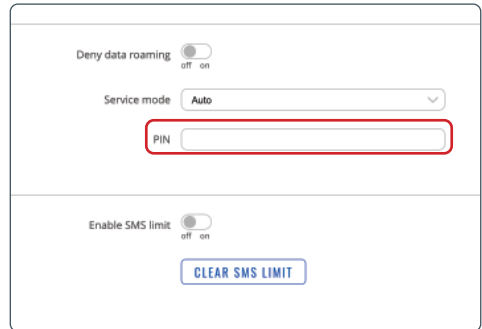 Deny data roaming
off on
Service mode Auto
PIN
Enable SMS limit
off on
CLEAR SMS LIMIT